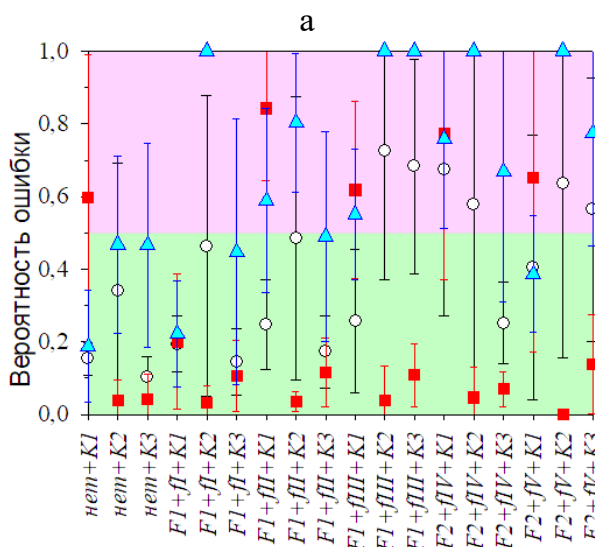 а
Вероятность ошибки
1,0
0,8
0,6
0,4
0,2
0,0
нет+K1
нет+K2
нет+K3
F1+fI+K1
F1+fI+K2
F1+fI+K3
F1+fII+K1
F1+fII+K2
F1+fII+K3
F1+fIII+K1
F1+fIII+K2
F1+fIII+K3
F2+fIV+K1
F2+fIV+K2
F2+fIV+K3
F2+fV+K1
F2+fV+K2
F2+fV+K3